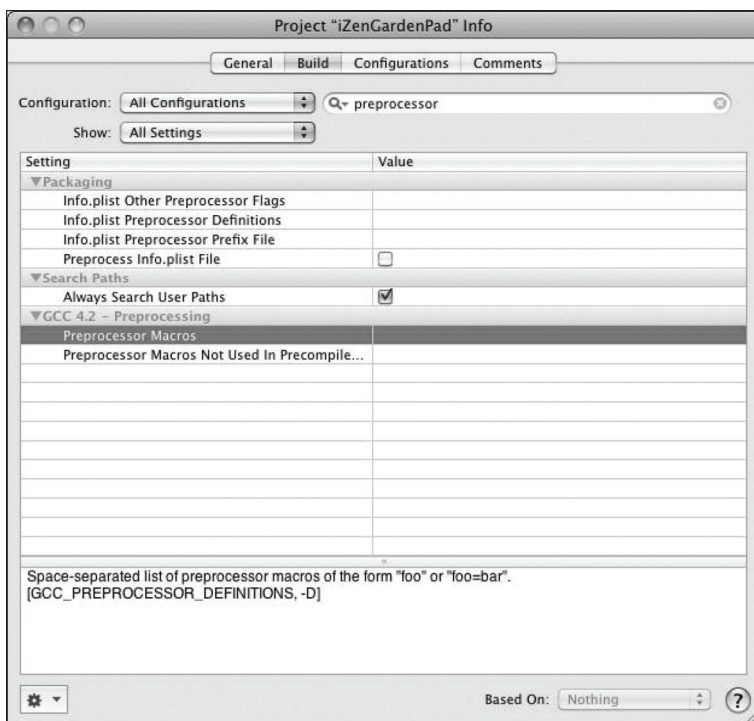 Project “iZenGardenPad” Info
General Build Configurations Comments
Configuration: All Configurations preprocessor
Show: All Settings
Setting Value
Packaging
Info.plist Other Preprocessor Flags
Info.plist Preprocessor Definitions
Info.plist Preprocessor Prefix File
Preprocess Info.plist File
Search Paths
Always Search User Paths
GCC 4.2 – Preprocessing
Preprocessor Macros
Preprocessor Macros Not Used In Precompile...
Space-separated list of preprocessor macros of the form "foo" or "foo=bar".
[GCC_PREPROCESSOR_DEFINITIONS, -D]
Based On: Nothing ?